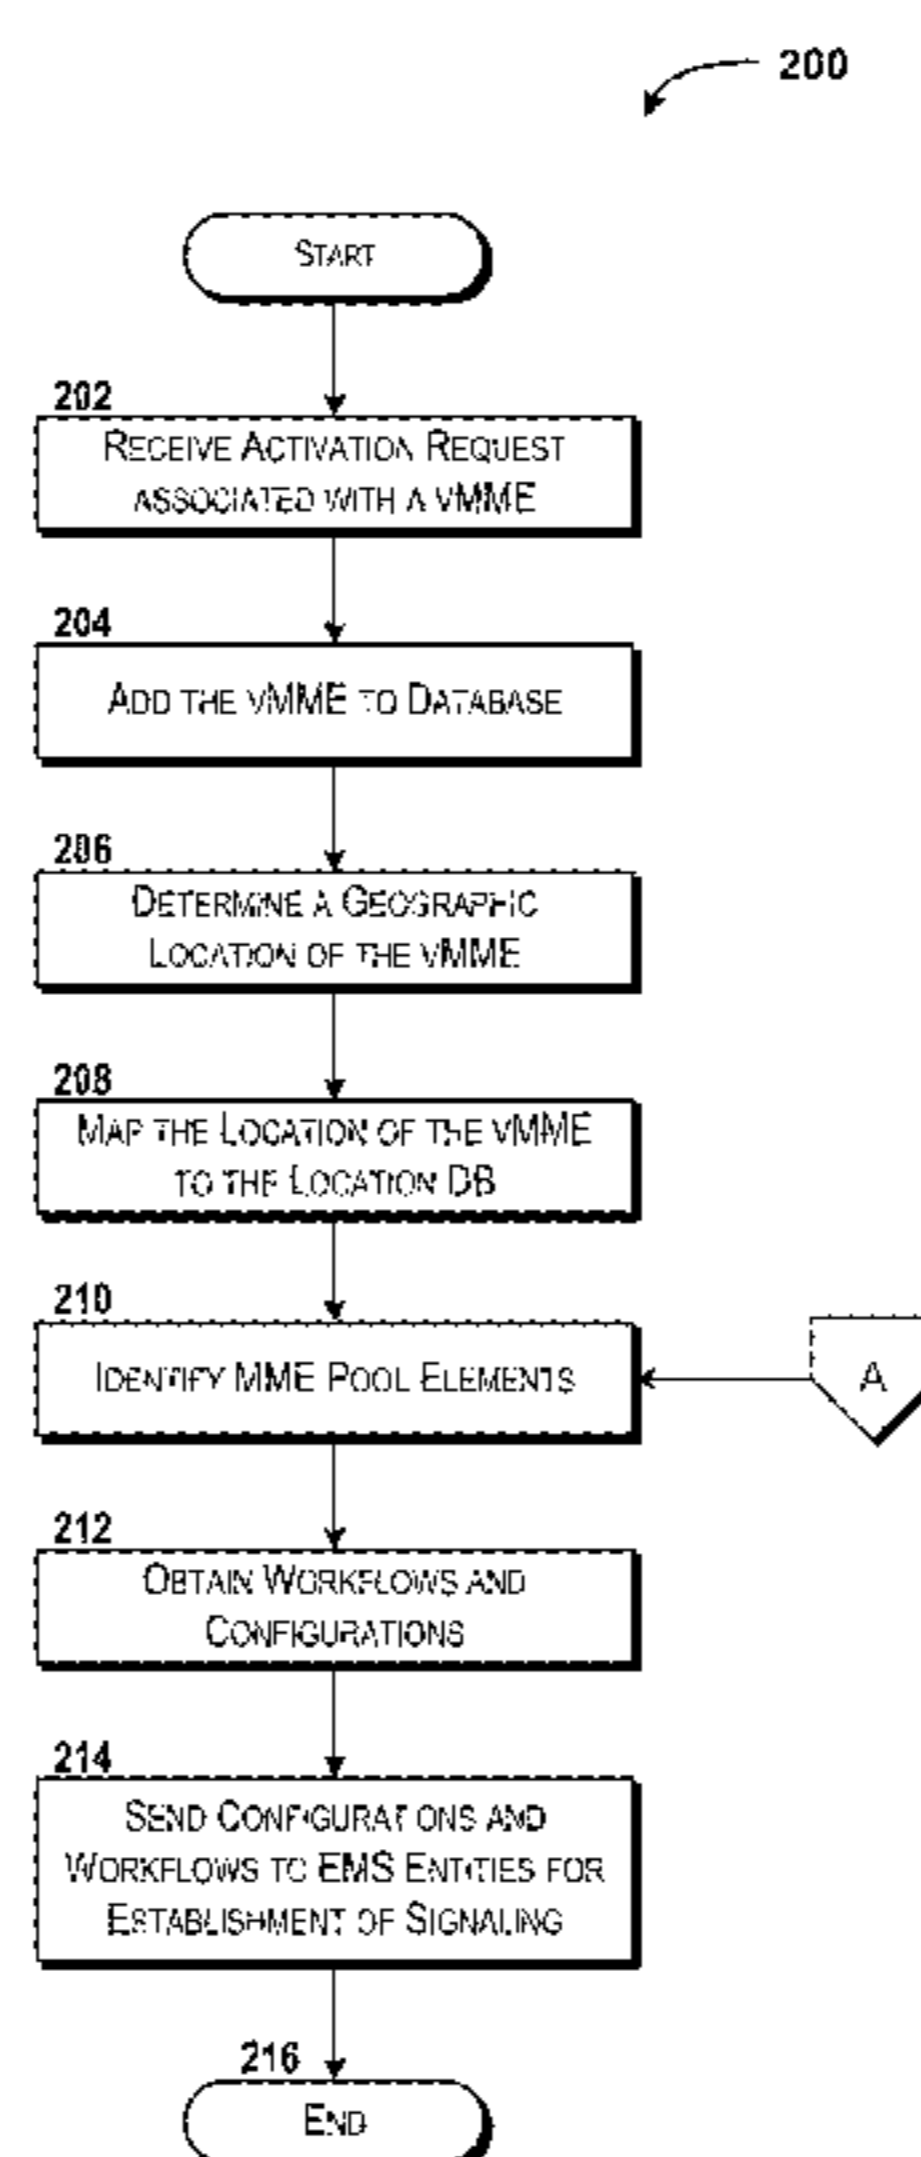 200
START
202
RECEIVE ACTIVATION REQUEST
ASSOCIATED WITH A VMME
204
ADD THE VMME TO DATABASE
206
DETERMINE A GEOGRAPHIC
LOCATION OF THE VMME
208
MAP THE LOCATION OF THE VMME
TO THE LOCATION DB
210
IDENTIFY MME POOL ELEMENTS
A
212
OBTAIN WORKFLOWS AND
CONFIGURATIONS
214
SEND CONFIGURATIONS AND
WORKFLOWS TO EMS ENTITIES FOR
ESTABLISHMENT OF SIGNALING
216
END